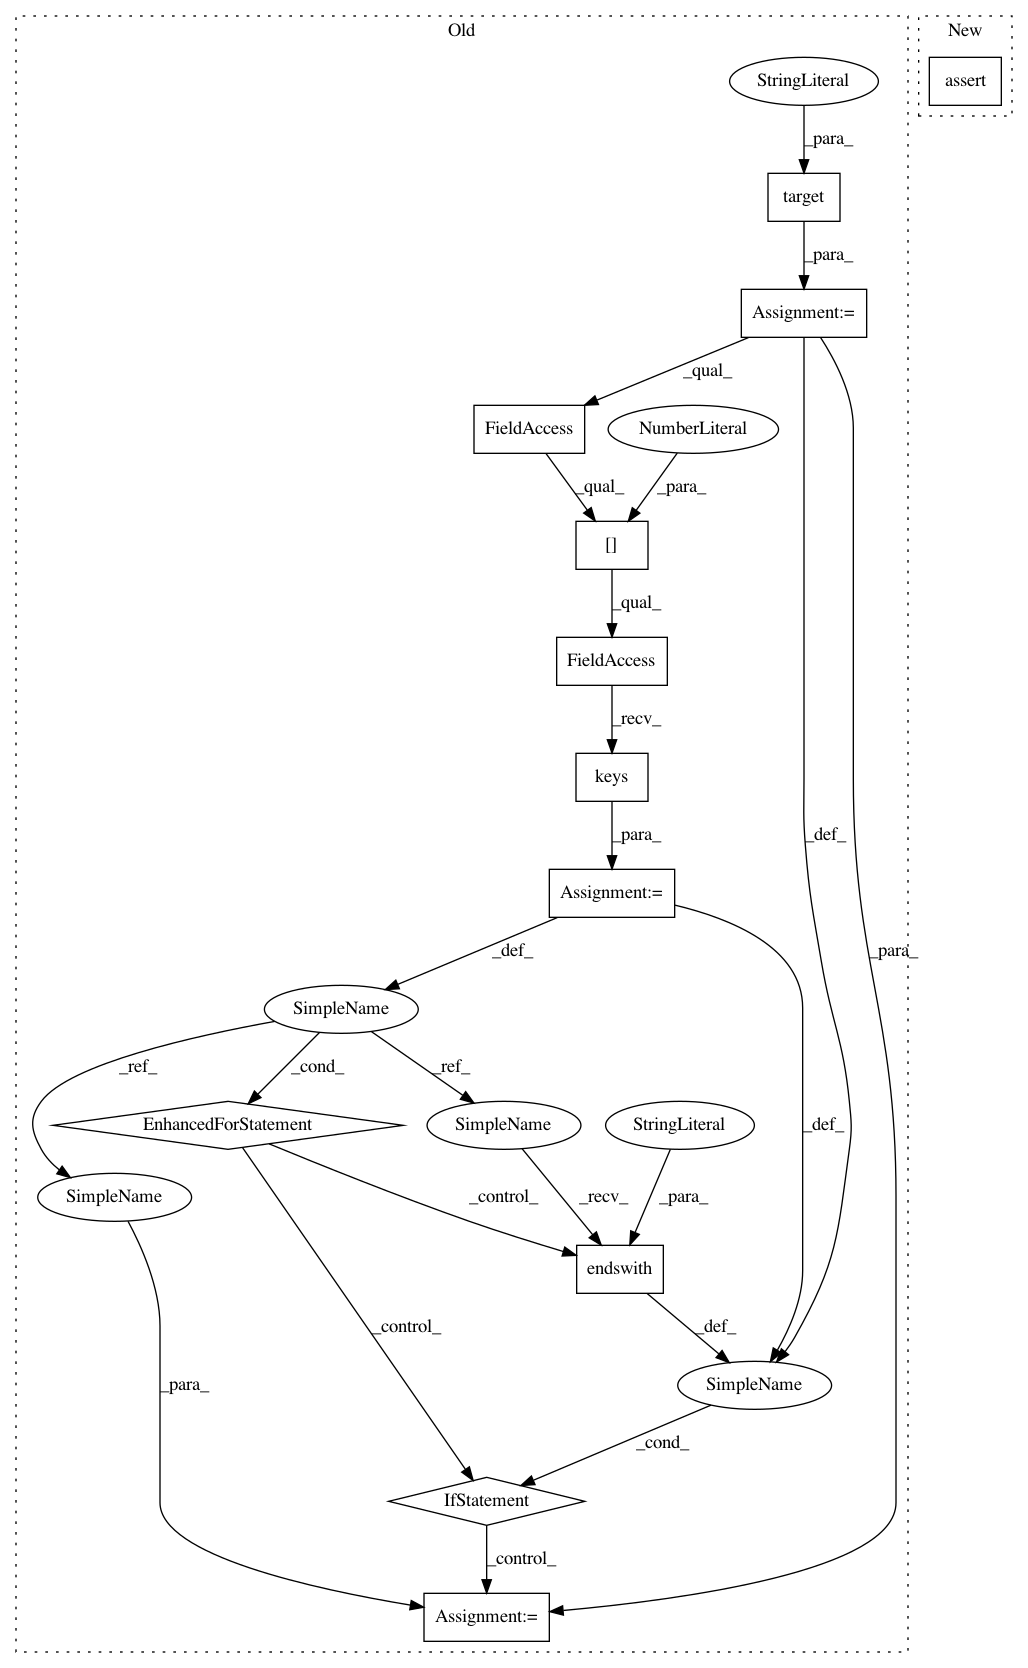 Old
New
StringLiteral
assert
_para_
target
_para_
Assignment:=
_qual_
FieldAccess
NumberLiteral
_qual_
_para_
[]
_qual_
FieldAccess
_recv_
keys
_para_
_def_
Assignment:=
_def_
_para_
SimpleName
_ref_
_cond_
_ref_
EnhancedForStatement
SimpleName
StringLiteral
_def_
SimpleName
_control_
_recv_
_para_
endswith
_control_
_def_
_para_
SimpleName
_cond_
IfStatement
_control_
Assignment:=